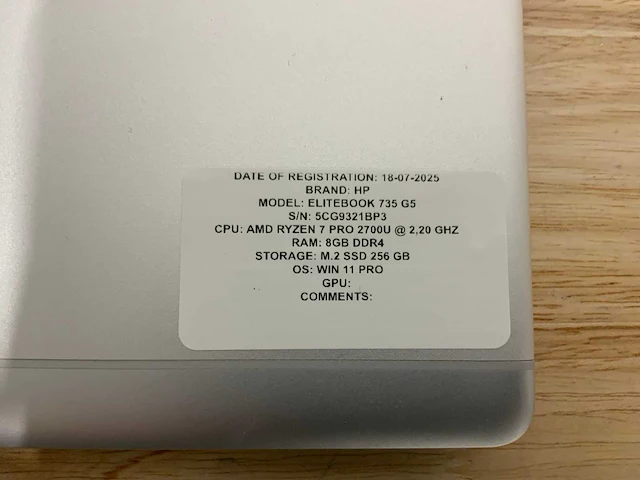 DATE OF REGISTRATION: 18-07-2025
BRAND: HP
MODEL: ELITEBOOK 735 G5
S/N: 5CG9321BP3
CPU: AMD RYZEN 7 PRO 2700U @ 2,20 GHZ
RAM: 8GB DDR4
STORAGE: M.2 SSD 256 GB
OS: WIN 11 PRO
GPU:
COMMENTS: